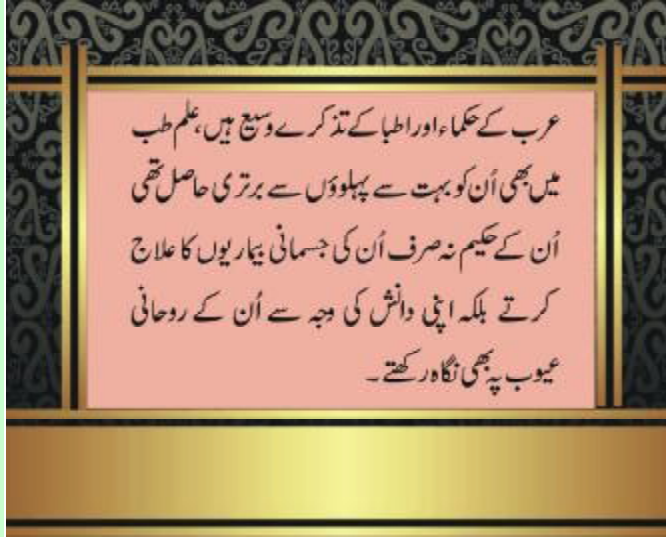 عرب کے حکماء اور اطبا کے تذکرے وسیع ہیں، علم طب
میں بھی اُن کو بہت سے پہلوؤں سے برتری حاصل تھی
اُن کے حکیم نہ صرف اُن کی جسمانی بیماریوں کا علاج
کرتے بلکہ اپنی دانش کی وجہ سے اُن کے روحانی
عیوب پہ بھی نگاہ رکھتے۔